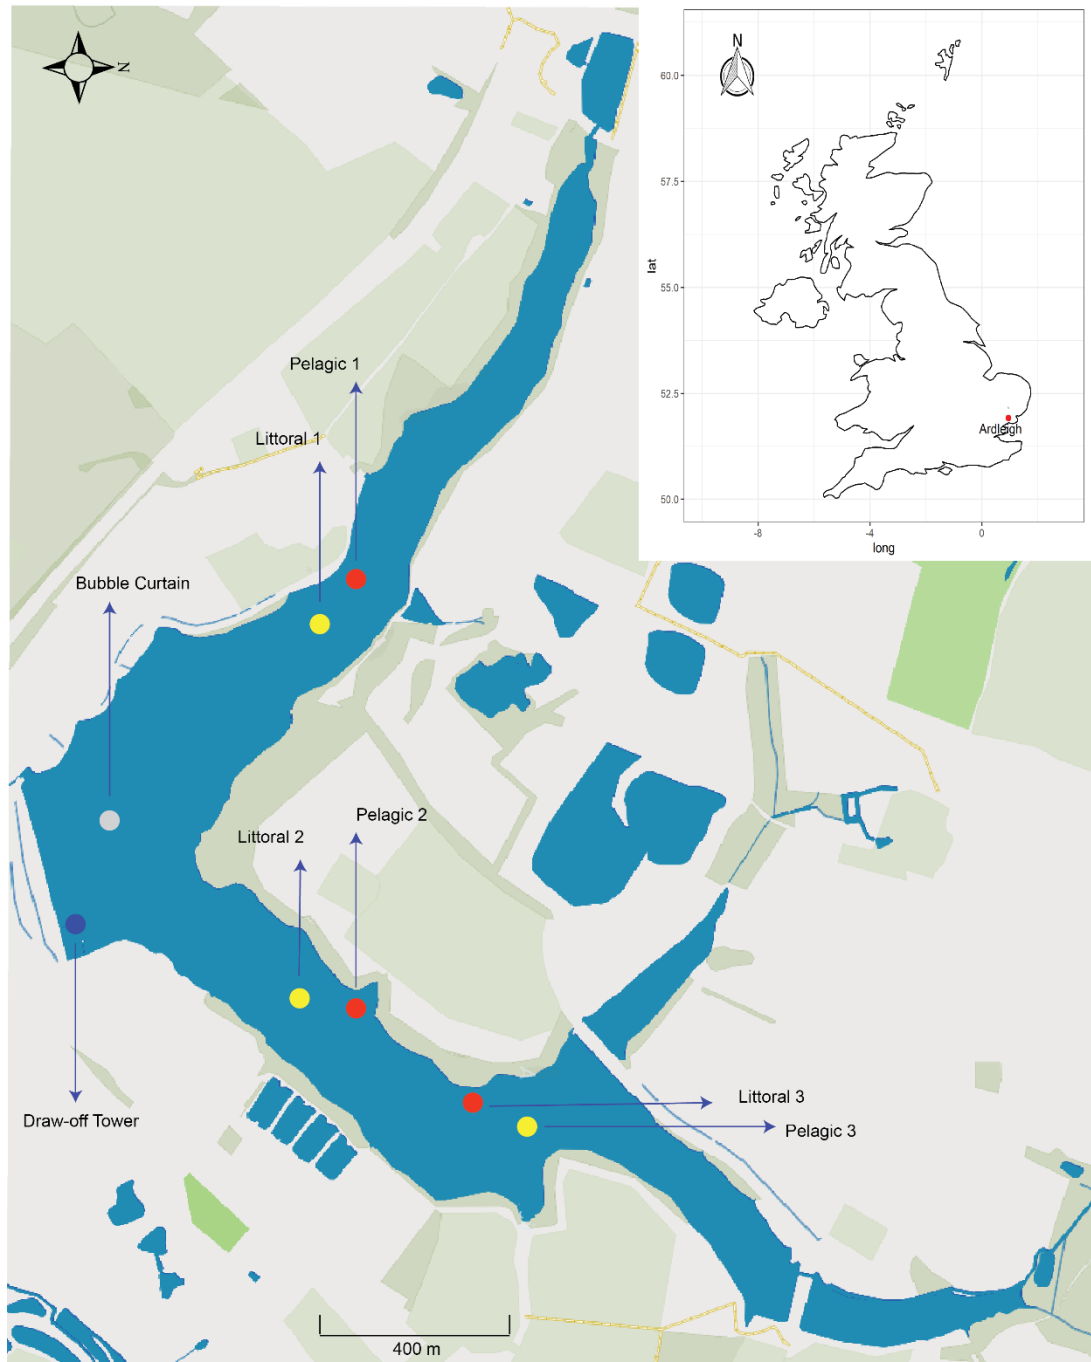 N
N
60.0
57.5
lat
55.0
52.5
Ardleigh
50.0
-8
-4
0
long
Pelagic 1
Littoral 1
Bubble Curtain
Pelagic 2
Littoral 2
Draw-off Tower
Littoral 3
Pelagic 3
400 m